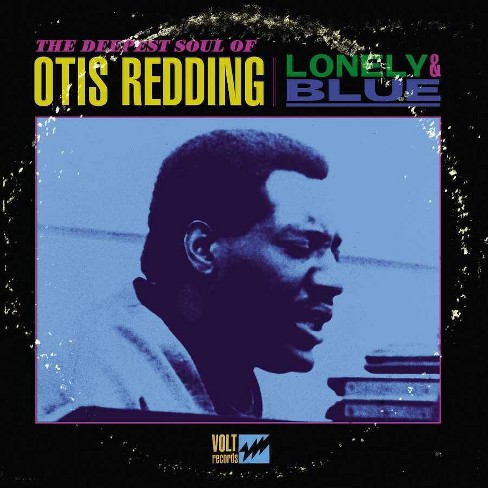 THE DEEPEST SOUL OF
OTIS REDDING
LONELY &
BLUE
VOLT
records